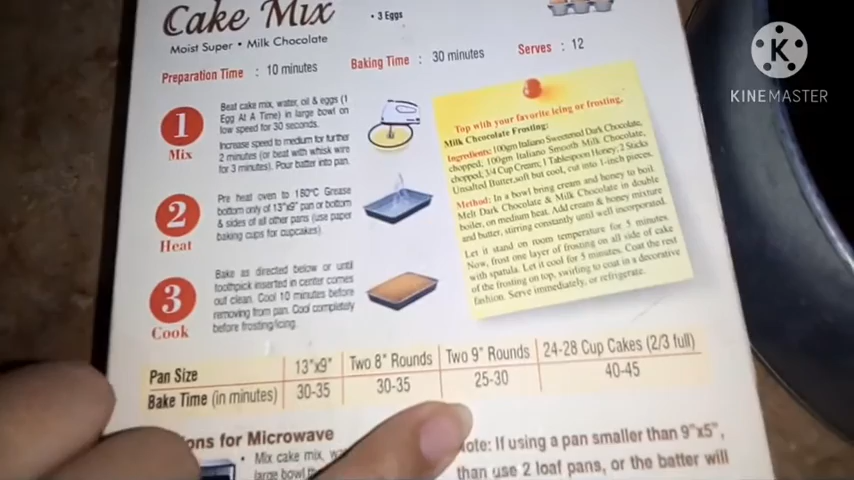 Cake Mix
Moist Super • Milk Chocolate
• 3 Eggs
Preparation Time : 10 minutes
Baking Time : 30 minutes
Serves : 12
1
Mix
Beat cake mix, water, oil & eggs (1
Egg At A Time) in large bowl on
low speed for 30 seconds.
Increase speed to medium for further
2 minutes (or beat with whisk wire
for 3 minutes). Pour batter into pan.
2
Heat
Pre heat oven to 180°C Grease
bottom only of 13"x9" pan or bottom
& sides of all other pans (use paper
baking cups for cupcakes).
3
Cook
Bake as directed below or until
toothpick inserted in center comes
out clean. Cool 10 minutes before
removing from pan. Cool completely
before frosting/icing.
Top with your favorite icing or frosting.
Milk Chcocolate Frosting:
Ingredients: 100gm Italiano Sweetened Dark Chocolate,
chopped; 100gm Italiano Smooth Milk Chocolate,
chopped; 3/4 Cup Cream; 1 Tablespoon Honey; 2 Sticks
Unsalted Butter, soft but cool, cut into 1-inch pieces.
Method: In a bowl bring cream and honey to boil.
Melt Dark Chocolate & Milk Chocolate in double
boiler, on medium heat. Add cream & honey mixture
and butter, stirring constantly until well incorporated.
Let it stand on room temperature for 5 minutes.
Now, frost one layer of frosting on all side of cake
with spatula. Let it cool for 5 minutes. Coat the rest
of the frosting on top, swirling to coat in a decorative
fashion. Serve immediately, or refrigerate.
Pan Size 13"x9" Two 8" Rounds Two 9" Rounds 24-28 Cup Cakes (2/3 full)
Bake Time (in minutes) 30-35 30-35 25-30 40-45
for Microwave
• Mix cake mix,
large bowl
If using a pan smaller than 9"x5",
than use 2 loaf pans, or the batter will
K
KINEMASTER